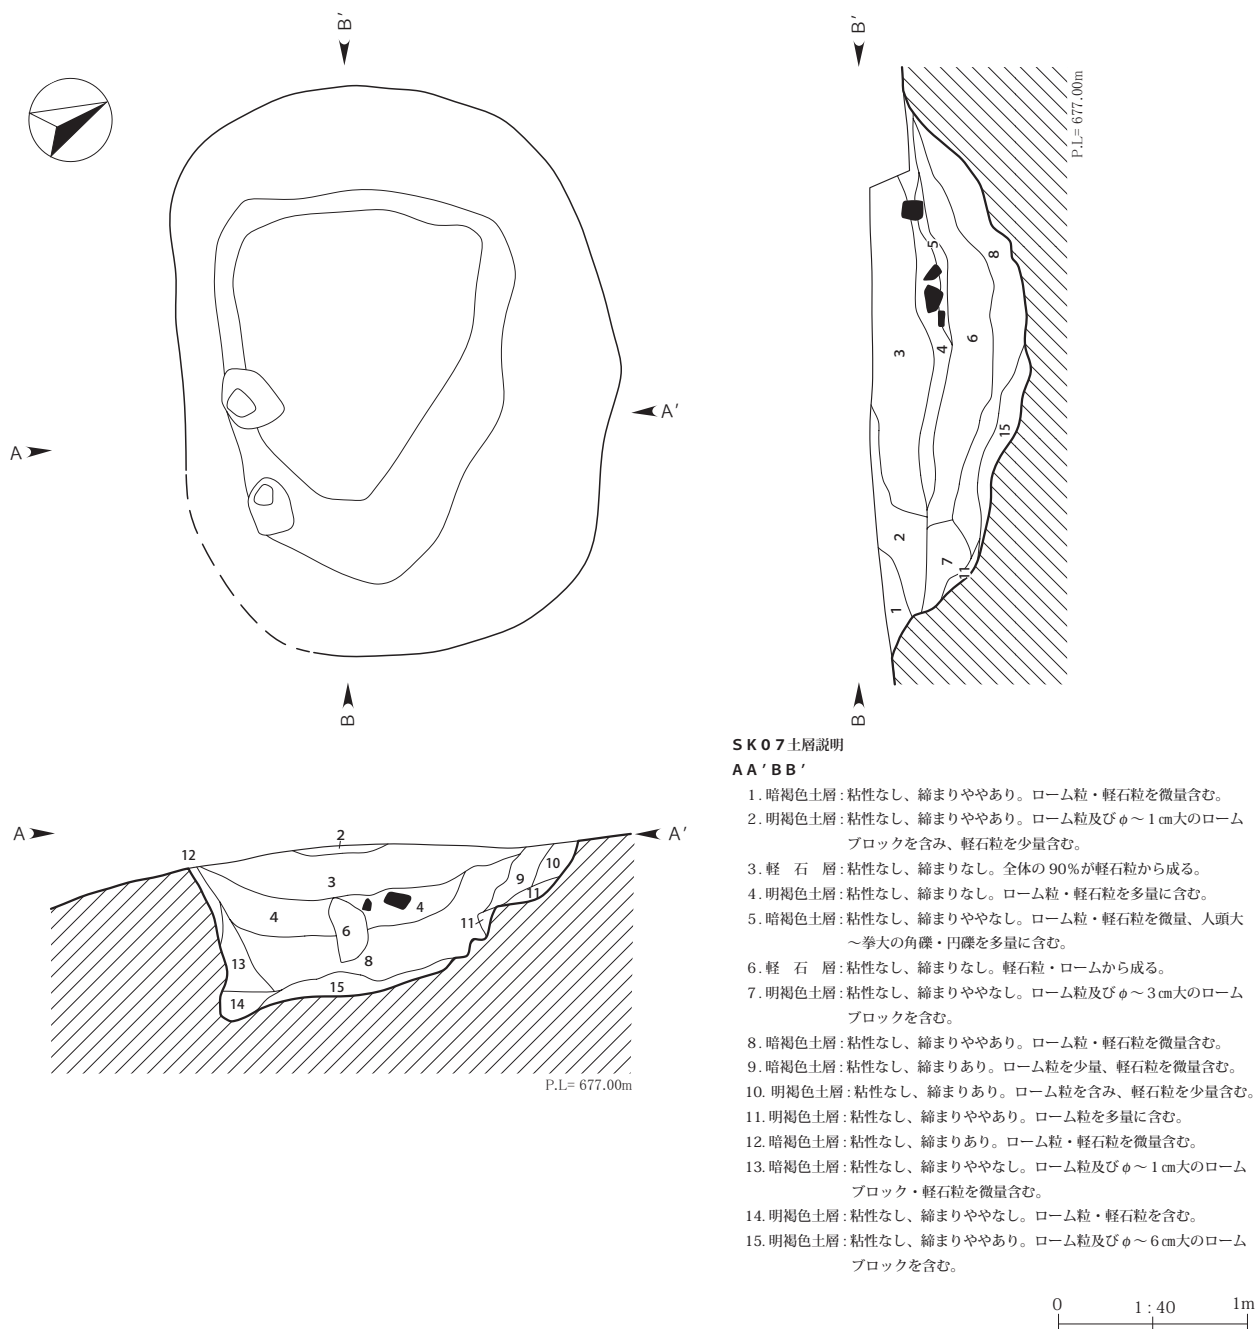 B′
B′
P.L= 677.00m
A′
A
B
B
5
8
3
4
6
15
2
7
11
1
SK07土層説明
AA′BB′
1. 暗褐色土層 : 粘性なし、締まりややあり。ローム粒・軽石粒を微量含む。
2. 明褐色土層 : 粘性なし、締まりややあり。ローム粒及びφ～1㎝大のローム
ブロックを含み、軽石粒を少量含む。
3. 軽　石　層 : 粘性なし、締まりなし。全体の90％が軽石粒から成る。
4. 明褐色土層 : 粘性なし、締まりなし。ローム粒・軽石粒を多量に含む。
5. 暗褐色土層 : 粘性なし、締まりややなし。ローム粒・軽石粒を微量、人頭大
～拳大の角礫・円礫を多量に含む。
6. 軽　石　層 : 粘性なし、締まりなし。軽石粒・ロームから成る。
7. 明褐色土層 : 粘性なし、締まりややなし。ローム粒及びφ～3㎝大のローム
ブロックを含む。
8. 暗褐色土層 : 粘性なし、締まりややあり。ローム粒・軽石粒を微量含む。
9. 暗褐色土層 : 粘性なし、締まりあり。ローム粒を少量、軽石粒を微量含む。
10. 明褐色土層 : 粘性なし、締まりあり。ローム粒を含み、軽石粒を少量含む。
11. 明褐色土層 : 粘性なし、締まりややあり。ローム粒を多量に含む。
12. 暗褐色土層 : 粘性なし、締まりあり。ローム粒・軽石粒を微量含む。
13. 暗褐色土層 : 粘性なし、締まりややなし。ローム粒及びφ～1㎝大のローム
ブロック・軽石粒を微量含む。
14. 明褐色土層 : 粘性なし、締まりややなし。ローム粒・軽石粒を含む。
15. 明褐色土層 : 粘性なし、締まりややあり。ローム粒及びφ～6㎝大のローム
ブロックを含む。
A
A′
2
12
3
10
9
11
4
4
11
6
8
13
15
14
P.L= 677.00m
0
1 : 40
1m